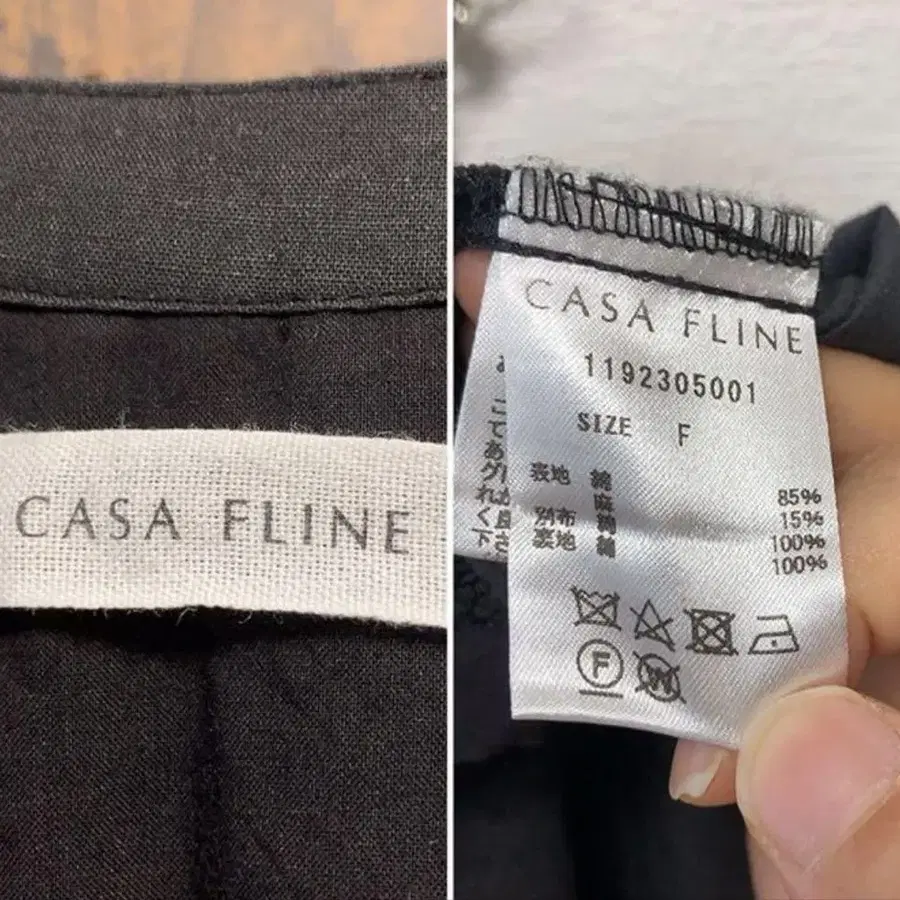 CASA FLINE
CASA FLINE
1192305001
SIZE F
表地 綿 85%
麻 15%
別布 綿 100%
裏地 綿 100%
F
W